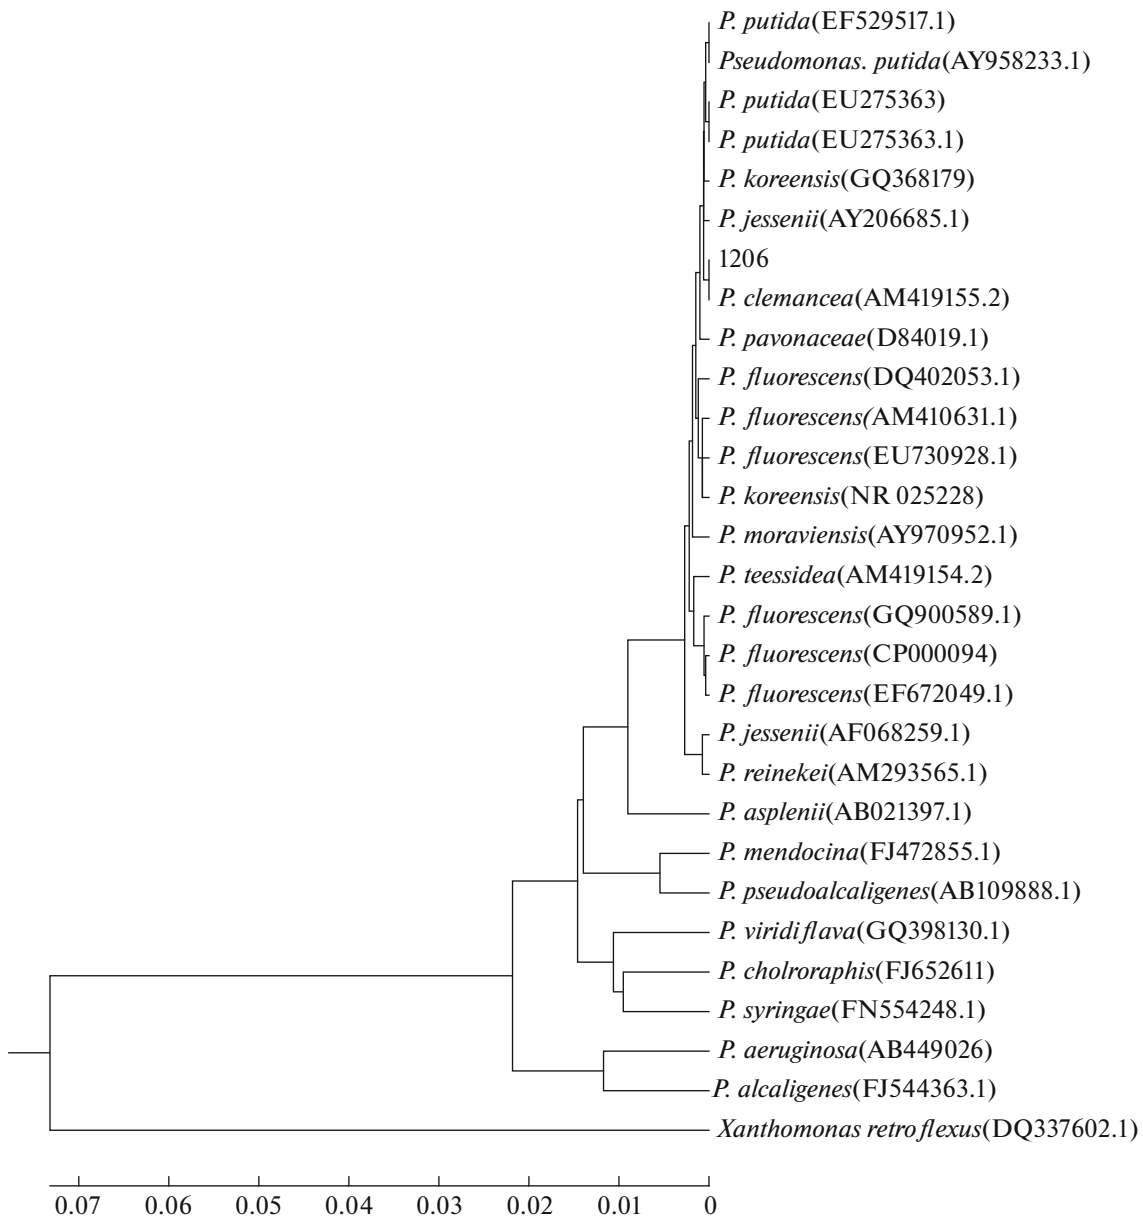 P. putida(EF529517.1)
Pseudomonas. putida(AY958233.1)
P. putida(EU275363)
P. putida(EU275363.1)
P. koreensis(GQ368179)
P. jessenii(AY206685.1)
1206
P. clemancea(AM419155.2)
P. pavonaceae(D84019.1)
P. fluorescens(DQ402053.1)
P. fluorescens(AM410631.1)
P. fluorescens(EU730928.1)
P. koreensis(NR 025228)
P. moraviensis(AY970952.1)
P. teessidea(AM419154.2)
P. fluorescens(GQ900589.1)
P. fluorescens(CP000094)
P. fluorescens(EF672049.1)
P. jessenii(AF068259.1)
P. reinekei(AM293565.1)
P. asplenii(AB021397.1)
P. mendocina(FJ472855.1)
P. pseudoalcaligenes(AB109888.1)
P. viridiflava(GQ398130.1)
P. cholroraphis(FJ652611)
P. syringae(FN554248.1)
P. aeruginosa(AB449026)
P. alcaligenes(FJ544363.1)
Xanthomonas retroflexus(DQ337602.1)
0.07 0.06 0.05 0.04 0.03 0.02 0.01 0